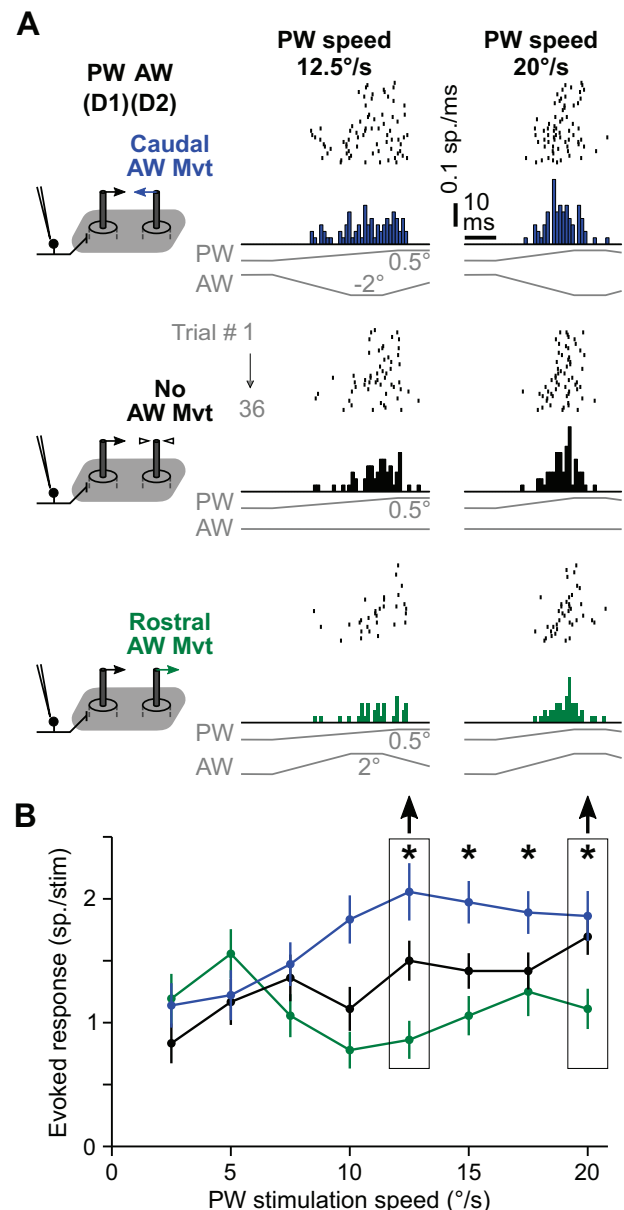 A
PW speed
12.5°/s
PW speed
20°/s
PW AW
(D1)(D2)
Caudal
AW Mvt
0.1 sp./ms
10
ms
PW
0.5°
AW
-2°
Trial # 1
36
No
AW Mvt
PW
0.5°
AW
Rostral
AW Mvt
PW
0.5°
AW
2°
B
* * * *
Evoked response (sp./stim)
2
1
0
0 5 10 15 20
PW stimulation speed (°/s)